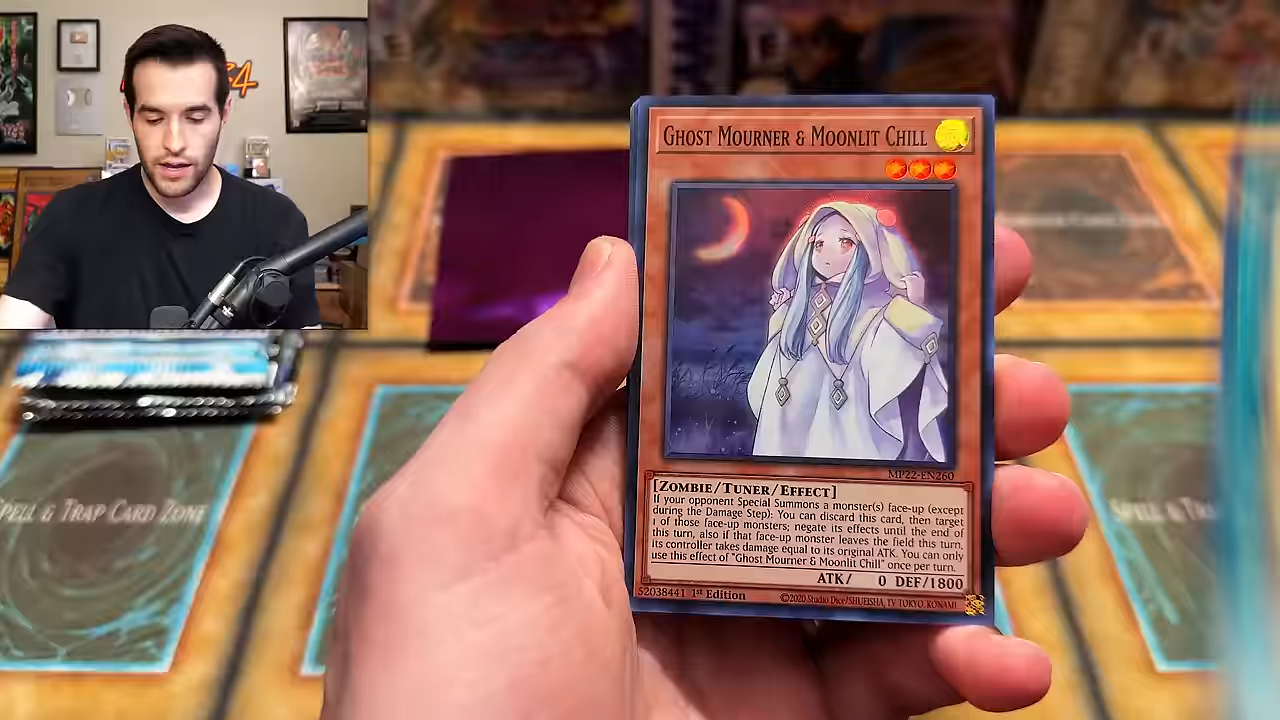 GHOST MOURNER & MOONLIT CHILL
MP22-EN260
[ZOMBIE/TUNER/EFFECT]
If your opponent Special Summons a monster(s) face-up (except
during the Damage Step): You can discard this card, then target
1 of those face-up monsters; negate its effects until the end of
this turn, also if that face-up monster leaves the field this turn,
its controller takes damage equal to its original ATK. You can only
use this effect of "Ghost Mourner & Moonlit Chill" once per turn.
ATK/ 0 DEF/1800
52038441 1st Edition
©2020 Studio Dice/SHUEISHA, TV TOKYO, KONAMI
SPELL & TRAP CARD ZONE
SPELL & TRA